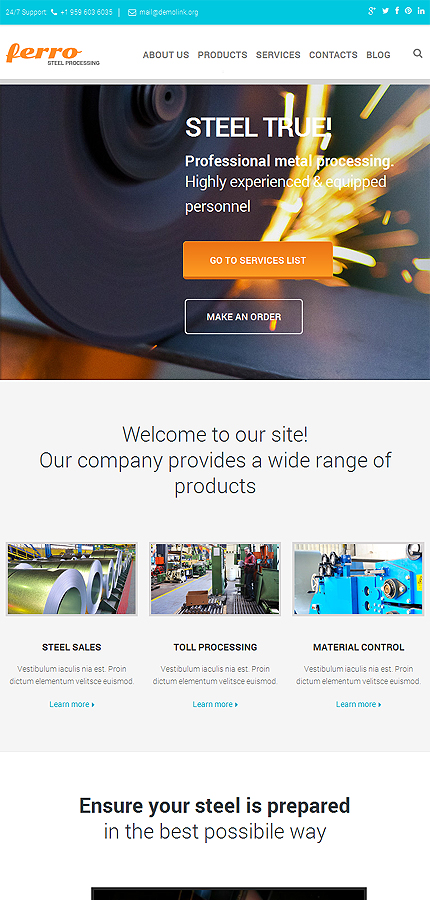 24/7 Support +1 959 603 6035 | mail@demolink.org
ferro
STEEL PROCESSING
ABOUT US PRODUCTS SERVICES CONTACTS BLOG
STEEL TRUE!
Professional metal processing.
Highly experienced & equipped
personnel
GO TO SERVICES LIST
MAKE AN ORDER
Welcome to our site!
Our company provides a wide range of
products
STEEL SALES TOLL PROCESSING MATERIAL CONTROL
Vestibulum iaculis nia est. Proin Vestibulum iaculis nia est. Proin Vestibulum iaculis nia est. Proin
dictum elementum velitsce euismod. dictum elementum velitsce euismod. dictum elementum velitsce euismod.
Learn more Learn more Learn more
Ensure your steel is prepared
in the best possibile way